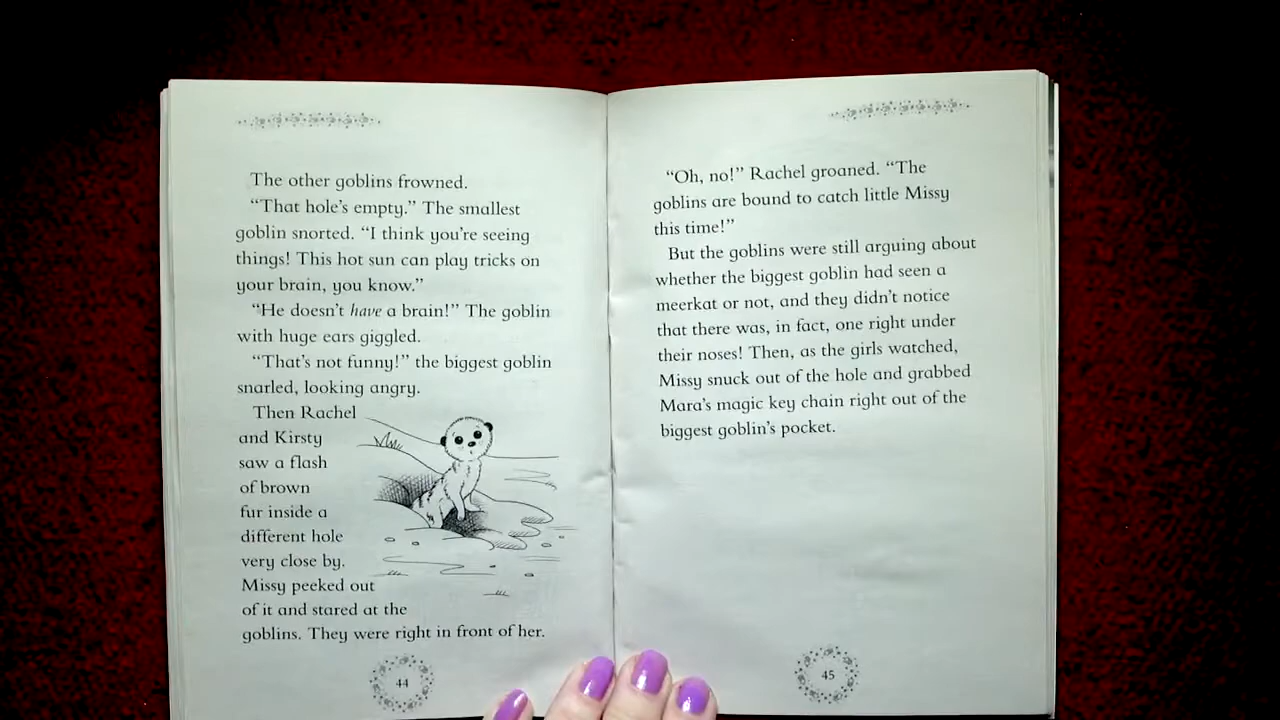 The other goblins frowned.
“That hole’s empty.” The smallest
goblin snorted. “I think you’re seeing
things! This hot sun can play tricks on
your brain, you know.”
“He doesn’t have a brain!” The goblin
with huge ears giggled.
“That’s not funny!” the biggest goblin
snarled, looking angry.
Then Rachel
and Kirsty
saw a flash
of brown
fur inside a
different hole
very close by.
Missy peeked out
of it and stared at the
goblins. They were right in front of her.
44
“Oh, no!” Rachel groaned. “The
goblins are bound to catch little Missy
this time!”
But the goblins were still arguing about
whether the biggest goblin had seen a
meerkat or not, and they didn’t notice
that there was, in fact, one right under
their noses! Then, as the girls watched,
Missy snuck out of the hole and grabbed
Mara’s magic key chain right out of the
biggest goblin’s pocket.
45